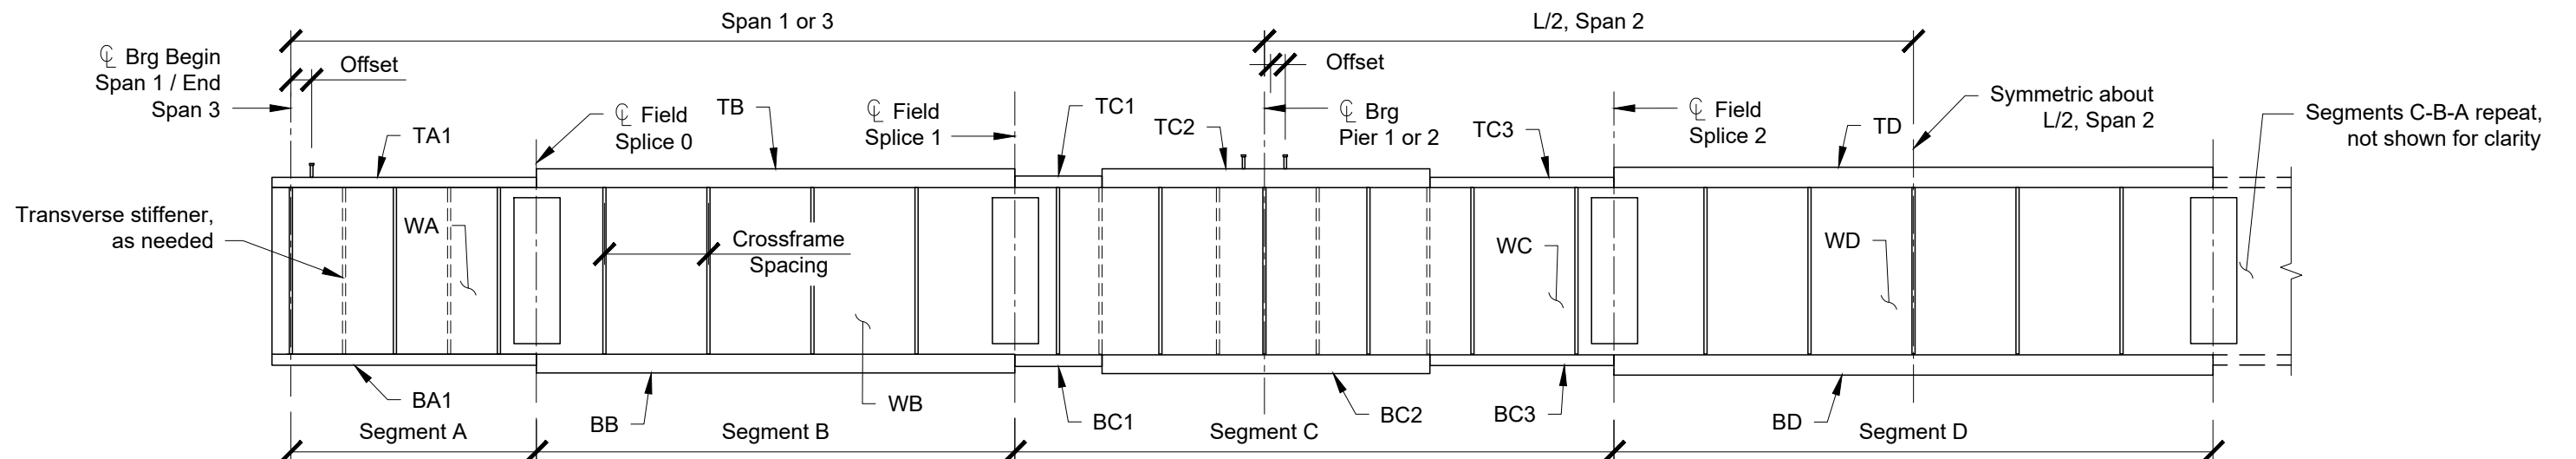 Span 1 or 3
L/2, Span 2
℄ Brg Begin
Span 1 / End
Span 3
Offset
Offset
TA1
℄ Field
Splice 0
TB
℄ Field
Splice 1
TC1
TC2
℄ Brg
Pier 1 or 2
TC3
℄ Field
Splice 2
TD
Symmetric about
L/2, Span 2
Segments C-B-A repeat,
not shown for clarity
Transverse stiffener,
as needed
WA
Crossframe
Spacing
WC
WD
BA1
BB
WB
BC1
BC2
BC3
BD
Segment A
Segment B
Segment C
Segment D